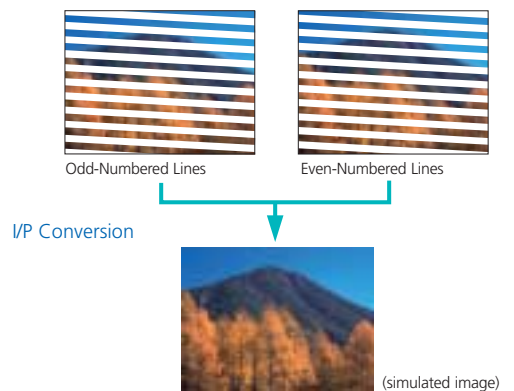 Odd-Numbered Lines
Even-Numbered Lines
I/P Conversion
(simulated image)